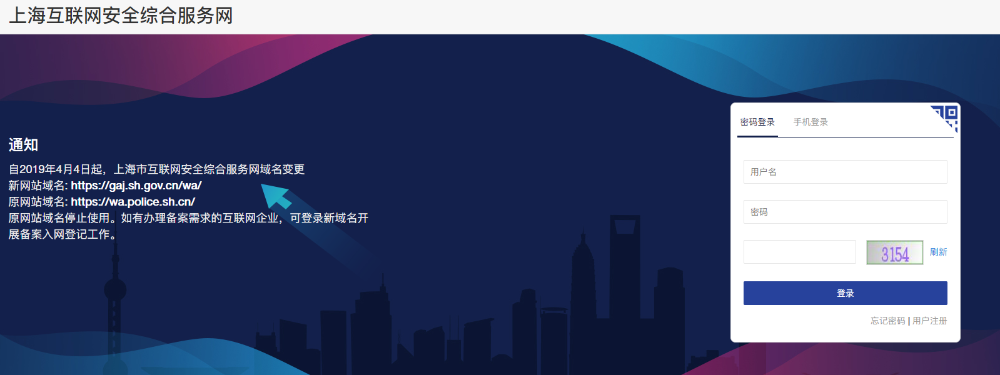 上海互联网安全综合服务网
通知
自2019年4月4日起，上海市互联网安全综合服务网域名变更
新网站域名: https://gaj.sh.gov.cn/wa/
原网站域名: https://wa.police.sh.cn/
原网站域名停止使用。如有办理备案需求的互联网企业，可登录新域名开
展备案入网登记工作。
密码登录 手机登录
用户名
密码
3154 刷新
登录
忘记密码 | 用户注册